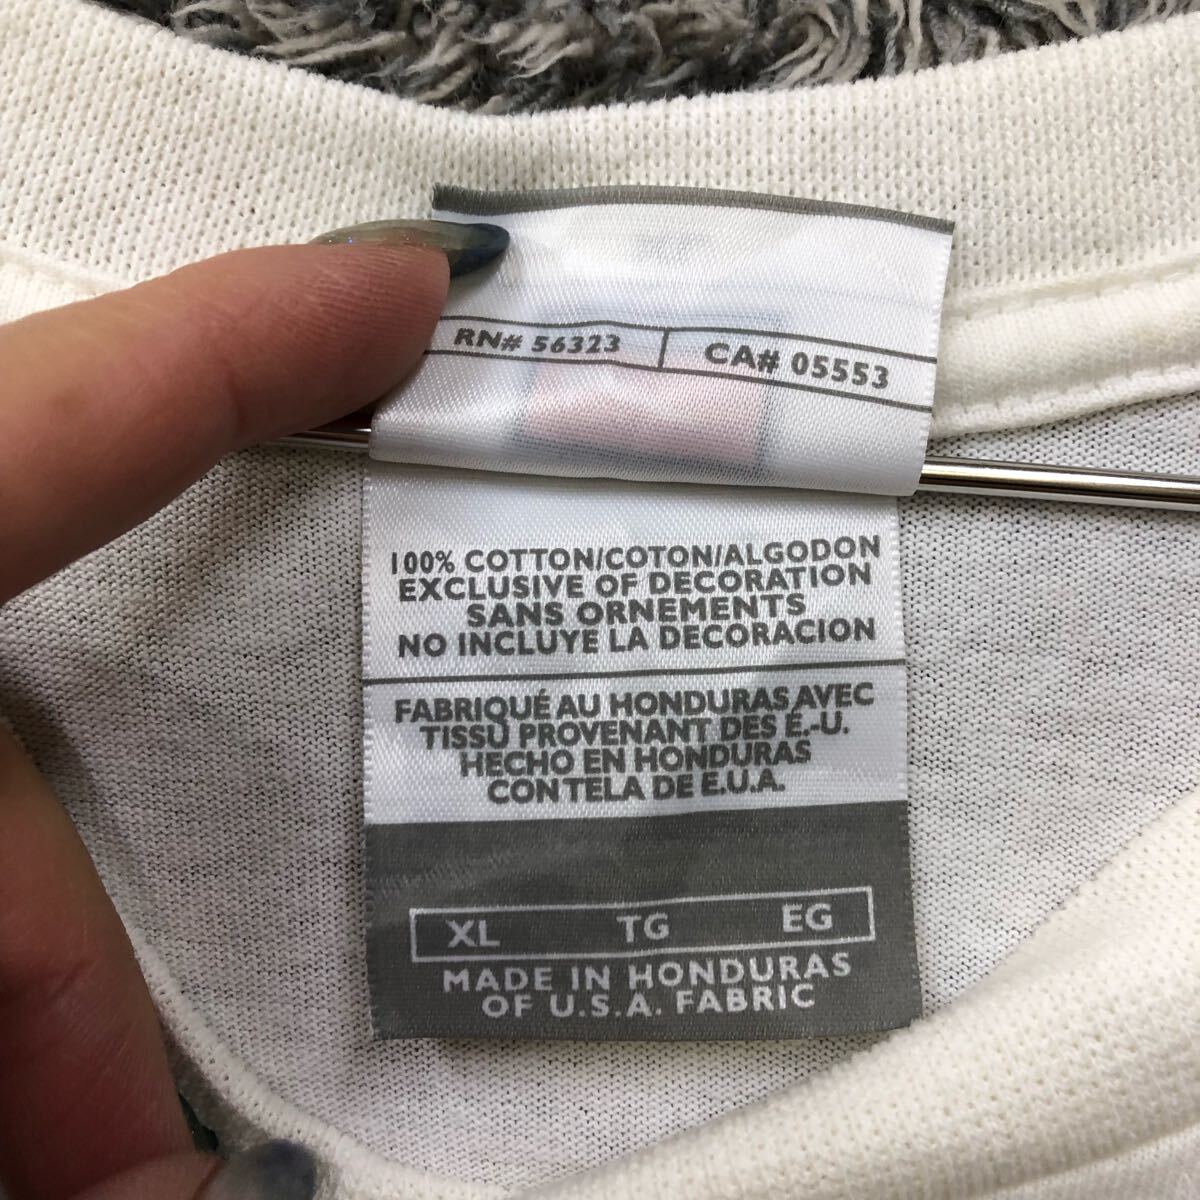 RN# 56323 CA# 05553
100% COTTON/COTON/ALGODON
EXCLUSIVE OF DECORATION
SANS ORNEMENTS
NO INCLUYE LA DECORACION
FABRIQUÉ AU HONDURAS AVEC
TISSU PROVENANT DES É.-U.
HECHO EN HONDURAS
CON TELA DE E.U.A.
XL TG EG
MADE IN HONDURAS
OF U.S.A. FABRIC